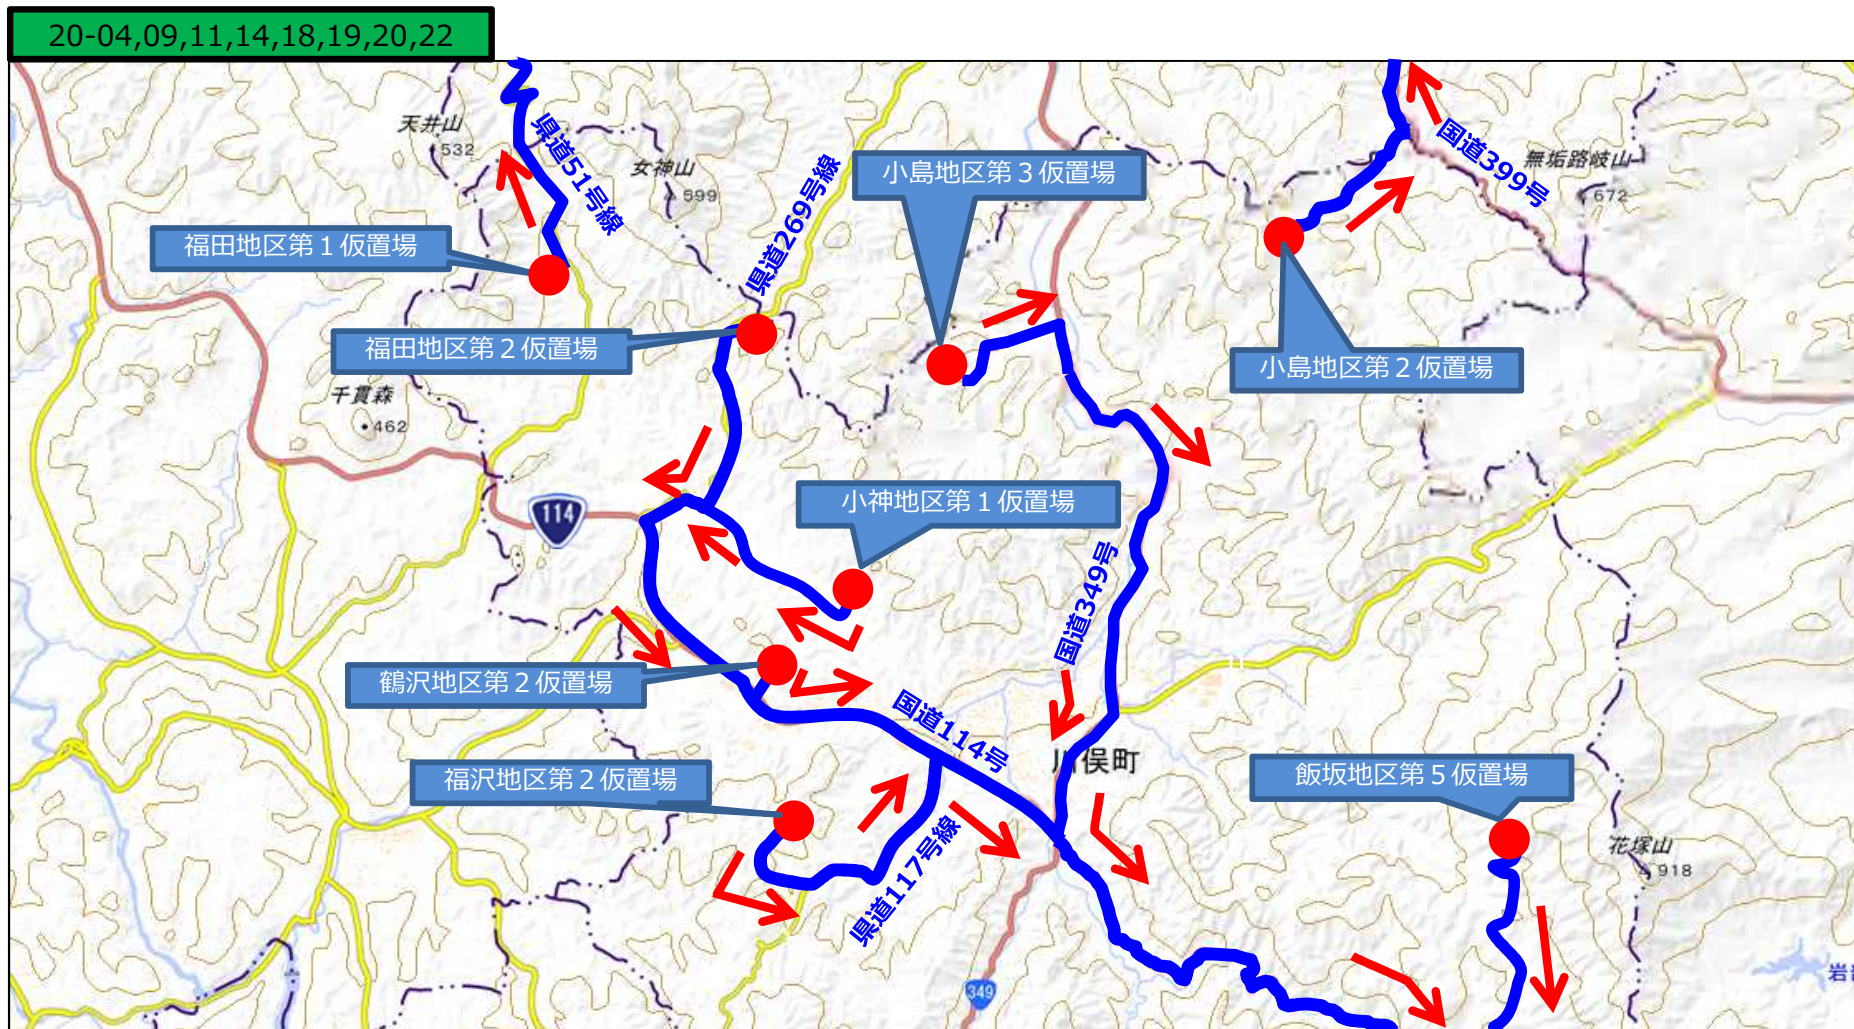 20-04,09,11,14,18,19,20,22
天井山
532
県道51号線
女神山
599
県道269号線
小島地区第3仮置場
国道399号
無垢路岐山
672
福田地区第1仮置場
福田地区第2仮置場
小島地区第2仮置場
千貫森
462
小神地区第1仮置場
114
国道349号
鶴沢地区第2仮置場
国道114号
川俣町
福沢地区第2仮置場
飯坂地区第5仮置場
県道117号線
花塚山
918
349
岩